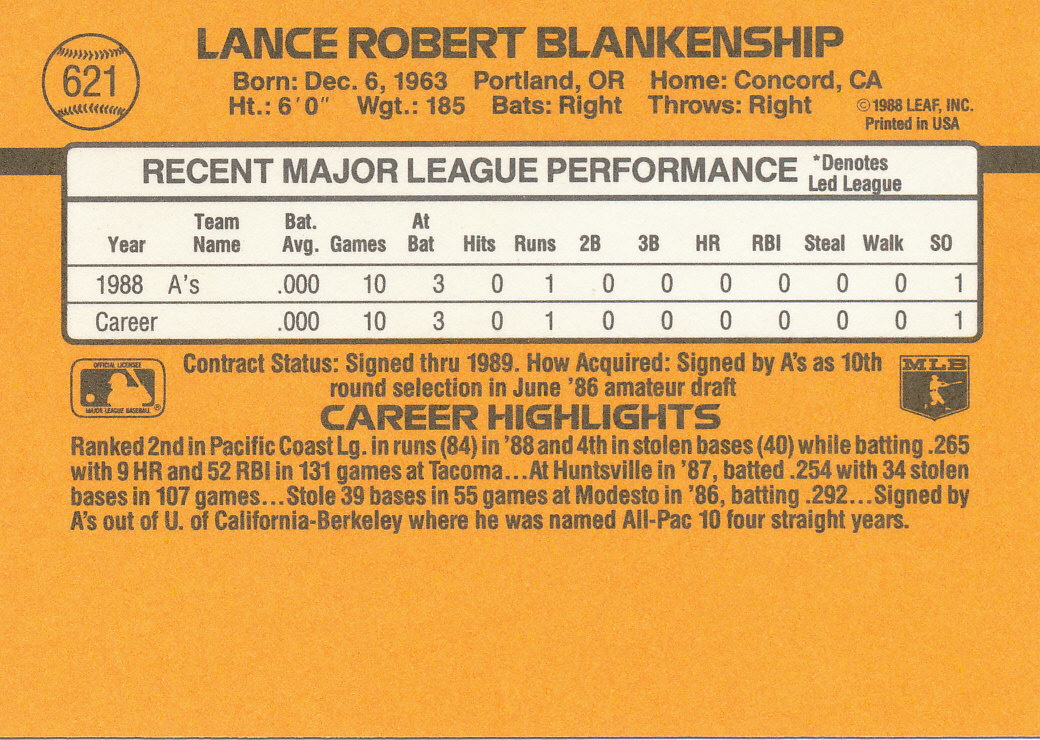 621
LANCE ROBERT BLANKENSHIP
Born: Dec. 6, 1963 Portland, OR Home: Concord, CA
Ht.: 6'0" Wgt.: 185 Bats: Right Throws: Right
©1988 LEAF, INC.
Printed in USA
RECENT MAJOR LEAGUE PERFORMANCE
*Denotes
Led League
Year Team Name Bat. Avg. Games At Bat Hits Runs 2B 3B HR RBI Steal Walk SO
1988 A's .000 10 3 0 1 0 0 0 0 0 0 1
Career .000 10 3 0 1 0 0 0 0 0 0 1
OFFICIAL LICENSEE
MAJOR LEAGUE BASEBALL
®
Contract Status: Signed thru 1989. How Acquired: Signed by A's as 10th
round selection in June '86 amateur draft
MLB
CAREER HIGHLIGHTS
Ranked 2nd in Pacific Coast Lg. in runs (84) in '88 and 4th in stolen bases (40) while batting .265
with 9 HR and 52 RBI in 131 games at Tacoma...At Huntsville in '87, batted .254 with 34 stolen
bases in 107 games...Stole 39 bases in 55 games at Modesto in '86, batting .292...Signed by
A's out of U. of California-Berkeley where he was named All-Pac 10 four straight years.